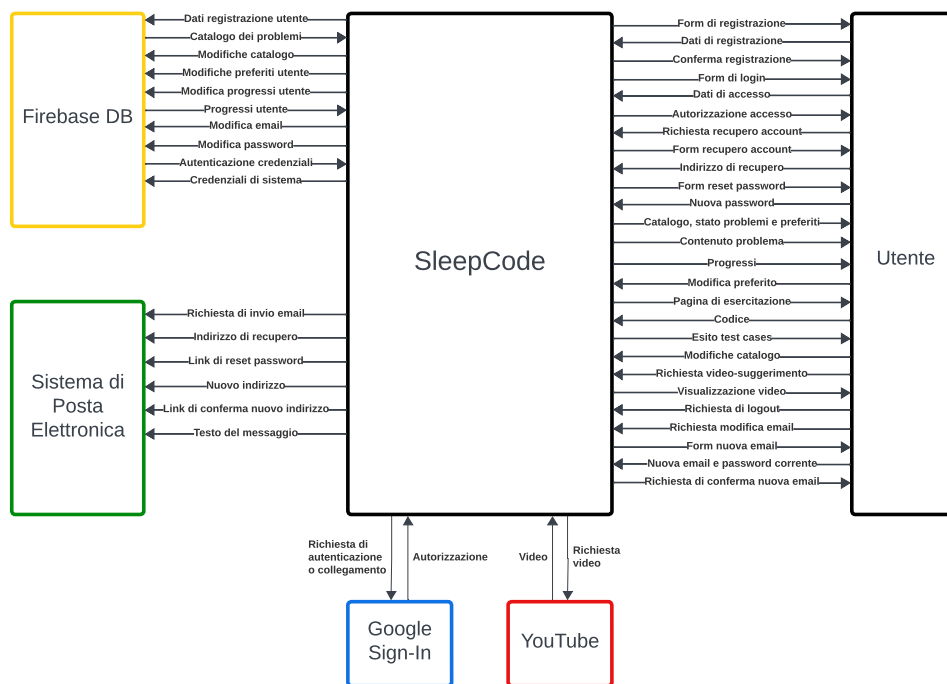 Dati registrazione utente
Catalogo dei problemi
Modifiche catalogo
Modifiche preferiti utente
Modifica progressi utente
Progressi utente
Modifica email
Modifica password
Autenticazione credenziali
Credenziali di sistema
Firebase DB
Richiesta di invio email
Indirizzo di recupero
Link di reset password
Nuovo indirizzo
Link di conferma nuovo indirizzo
Testo del messaggio
Sistema di
Posta
Elettronica
SleepCode
Form di registrazione
Dati di registrazione
Conferma registrazione
Form di login
Dati di accesso
Autorizzazione accesso
Richiesta recupero account
Form recupero account
Indirizzo di recupero
Form reset password
Nuova password
Catalogo, stato problemi e preferiti
Contenuto problema
Progressi
Modifica preferito
Pagina di esercitazione
Codice
Esito test cases
Modifiche catalogo
Richiesta video-suggerimento
Visualizzazione video
Richiesta di logout
Richiesta modifica email
Form nuova email
Nuova email e password corrente
Richiesta di conferma nuova email
Utente
Richiesta di
autenticazione
o collegamento
Autorizzazione
Video
Richiesta
video
Google
Sign-In
YouTube